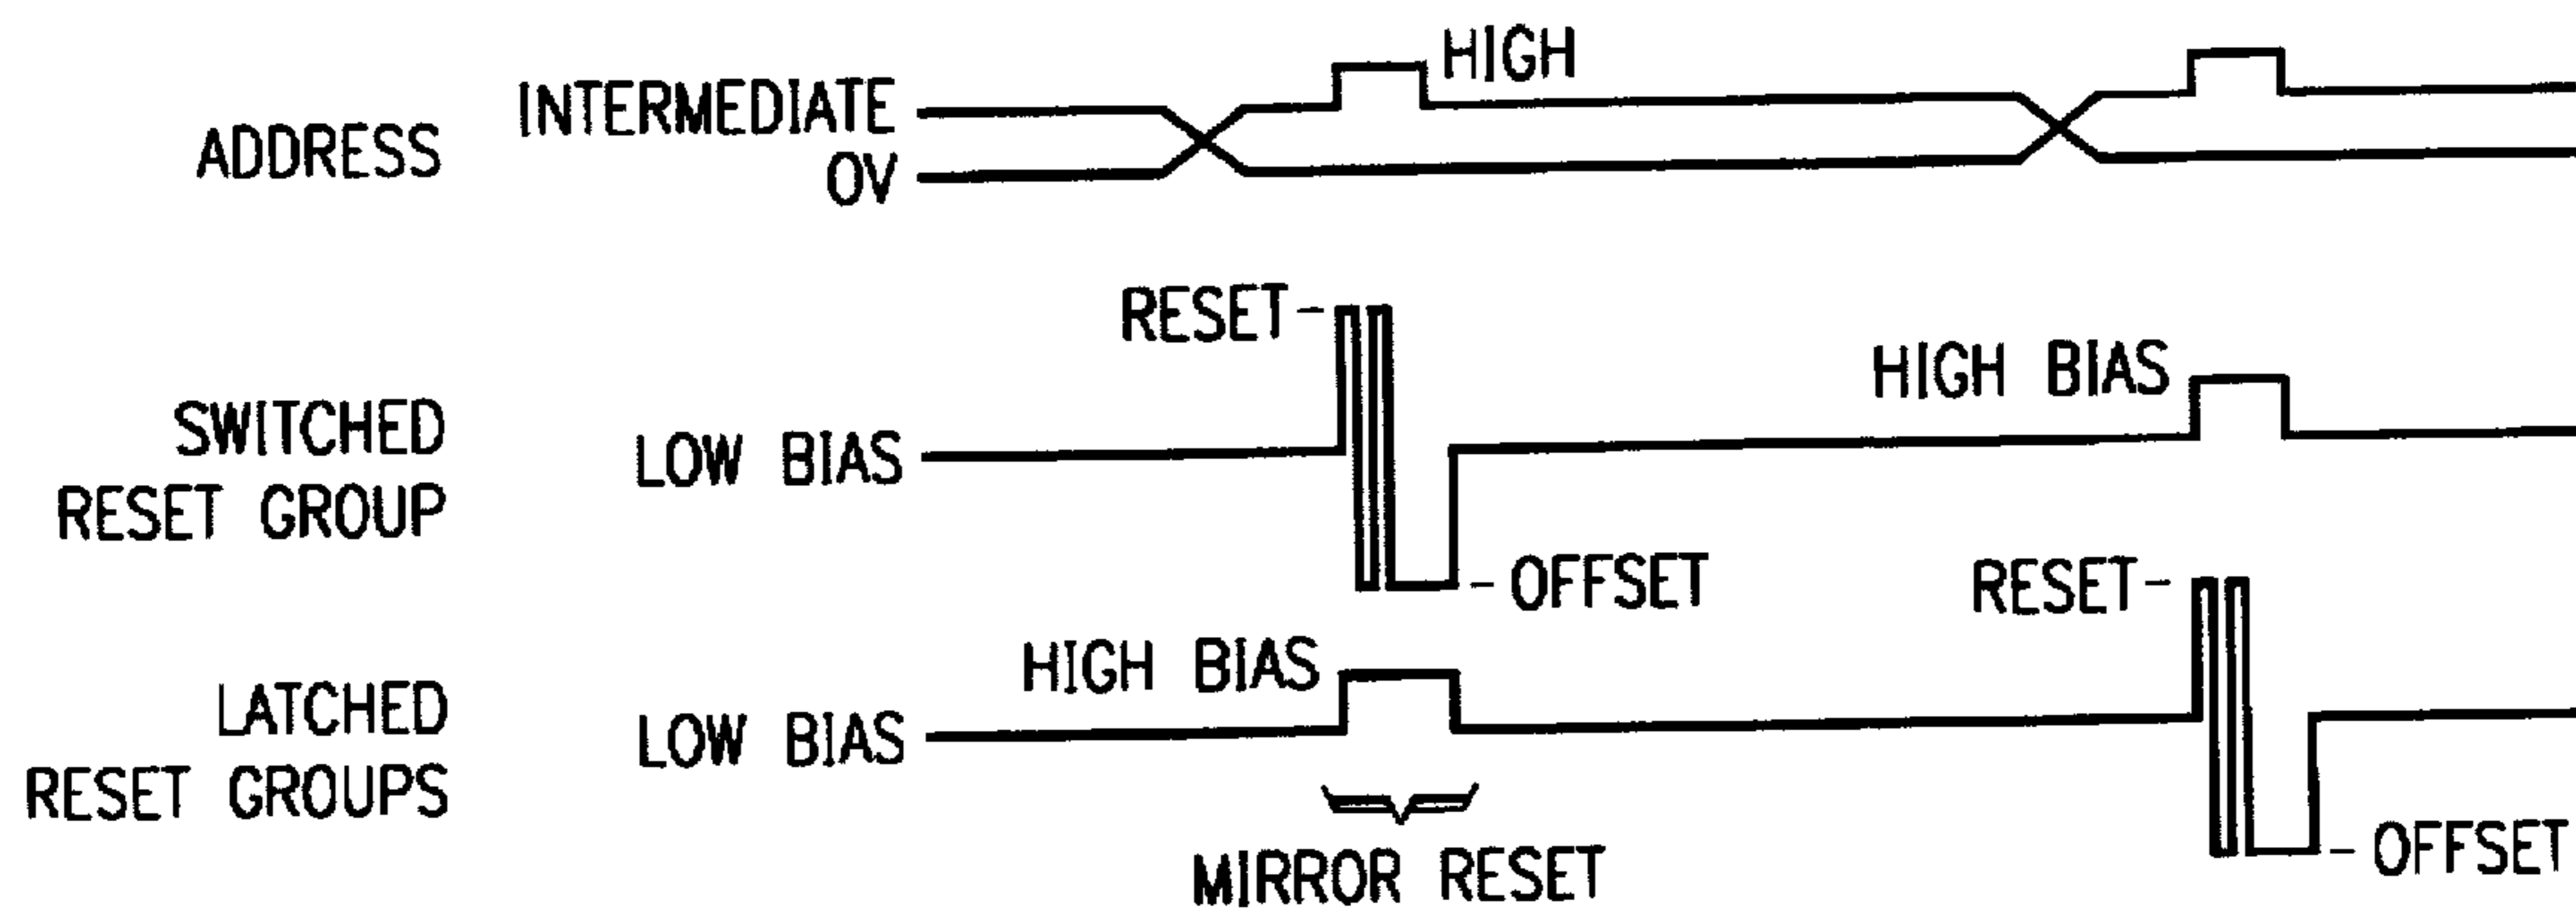 ADDRESS
INTERMEDIATE
0V
HIGH
SWITCHED
RESET GROUP
LOW BIAS
RESET
OFFSET
HIGH BIAS
LATCHED
RESET GROUPS
LOW BIAS
HIGH BIAS
MIRROR RESET
RESET
OFFSET